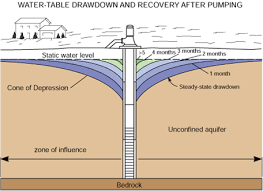 WATER-TABLE DRAWDOWN AND RECOVERY AFTER PUMPING
Static water level
>5
4 months
3 months
2 months
1 month
Cone of Depression
Steady-state drawdown
Unconfined aquifer
zone of influence
Bedrock